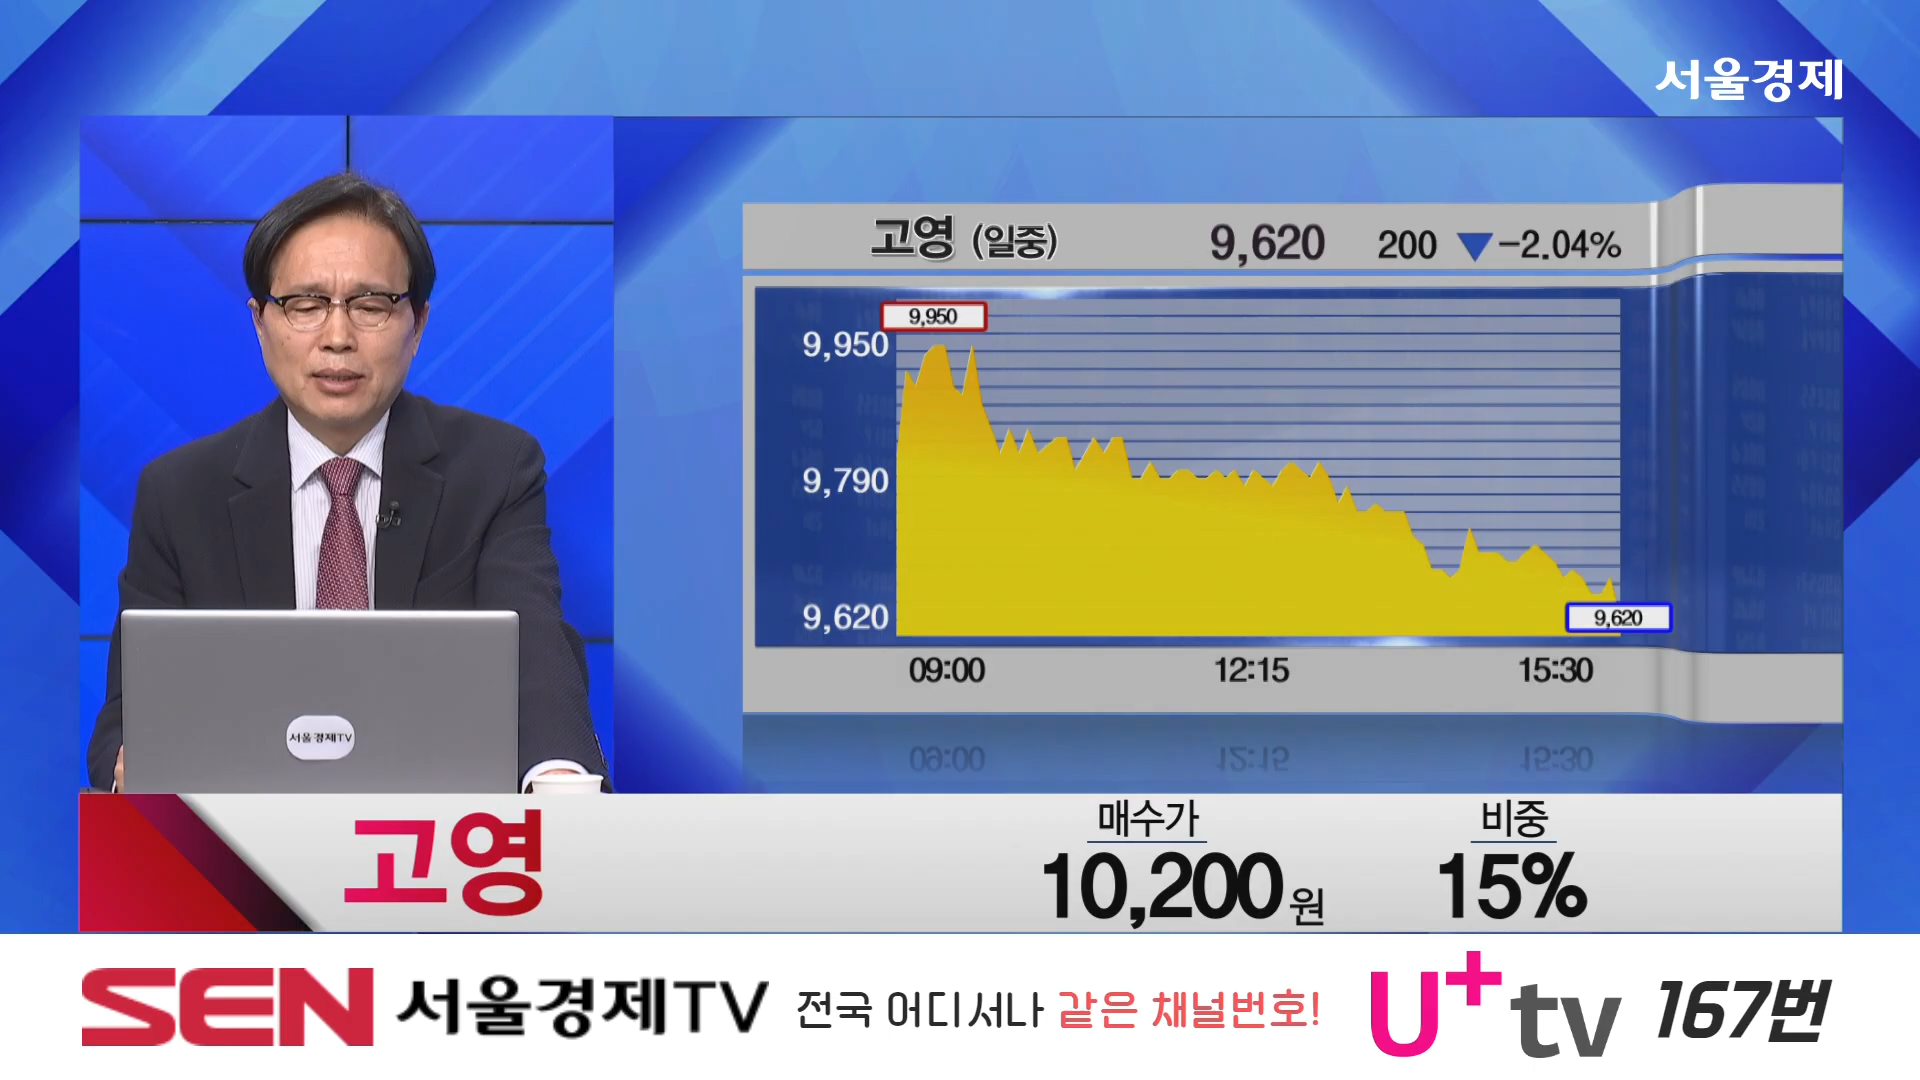 서울경제
고영 (일중) 9,620 200 ▼-2.04%
9,950
9,950
9,790
9,620
9,620
09:00 12:15 15:30
서울경제TV
고영
매수가 비중
10,200원 15%
SEN 서울경제TV 전국 어디서나 같은 채널번호! U+tv 167번